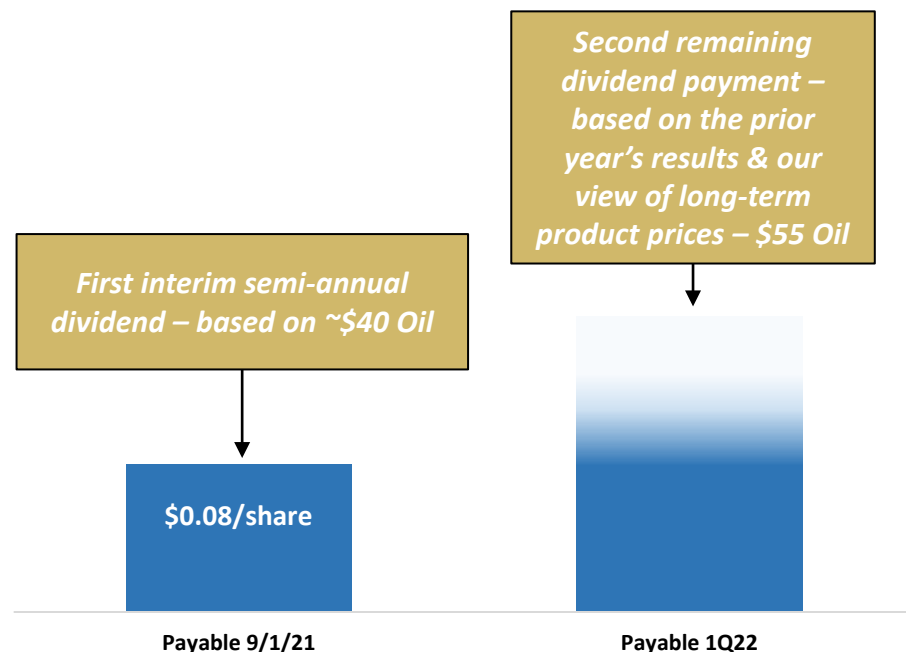 Second remaining
dividend payment –
based on the prior
year's results & our
view of long-term
product prices – $55 Oil
First interim semi-annual
dividend – based on ~$40 Oil
$0.08/share
Payable 9/1/21
Payable 1Q22